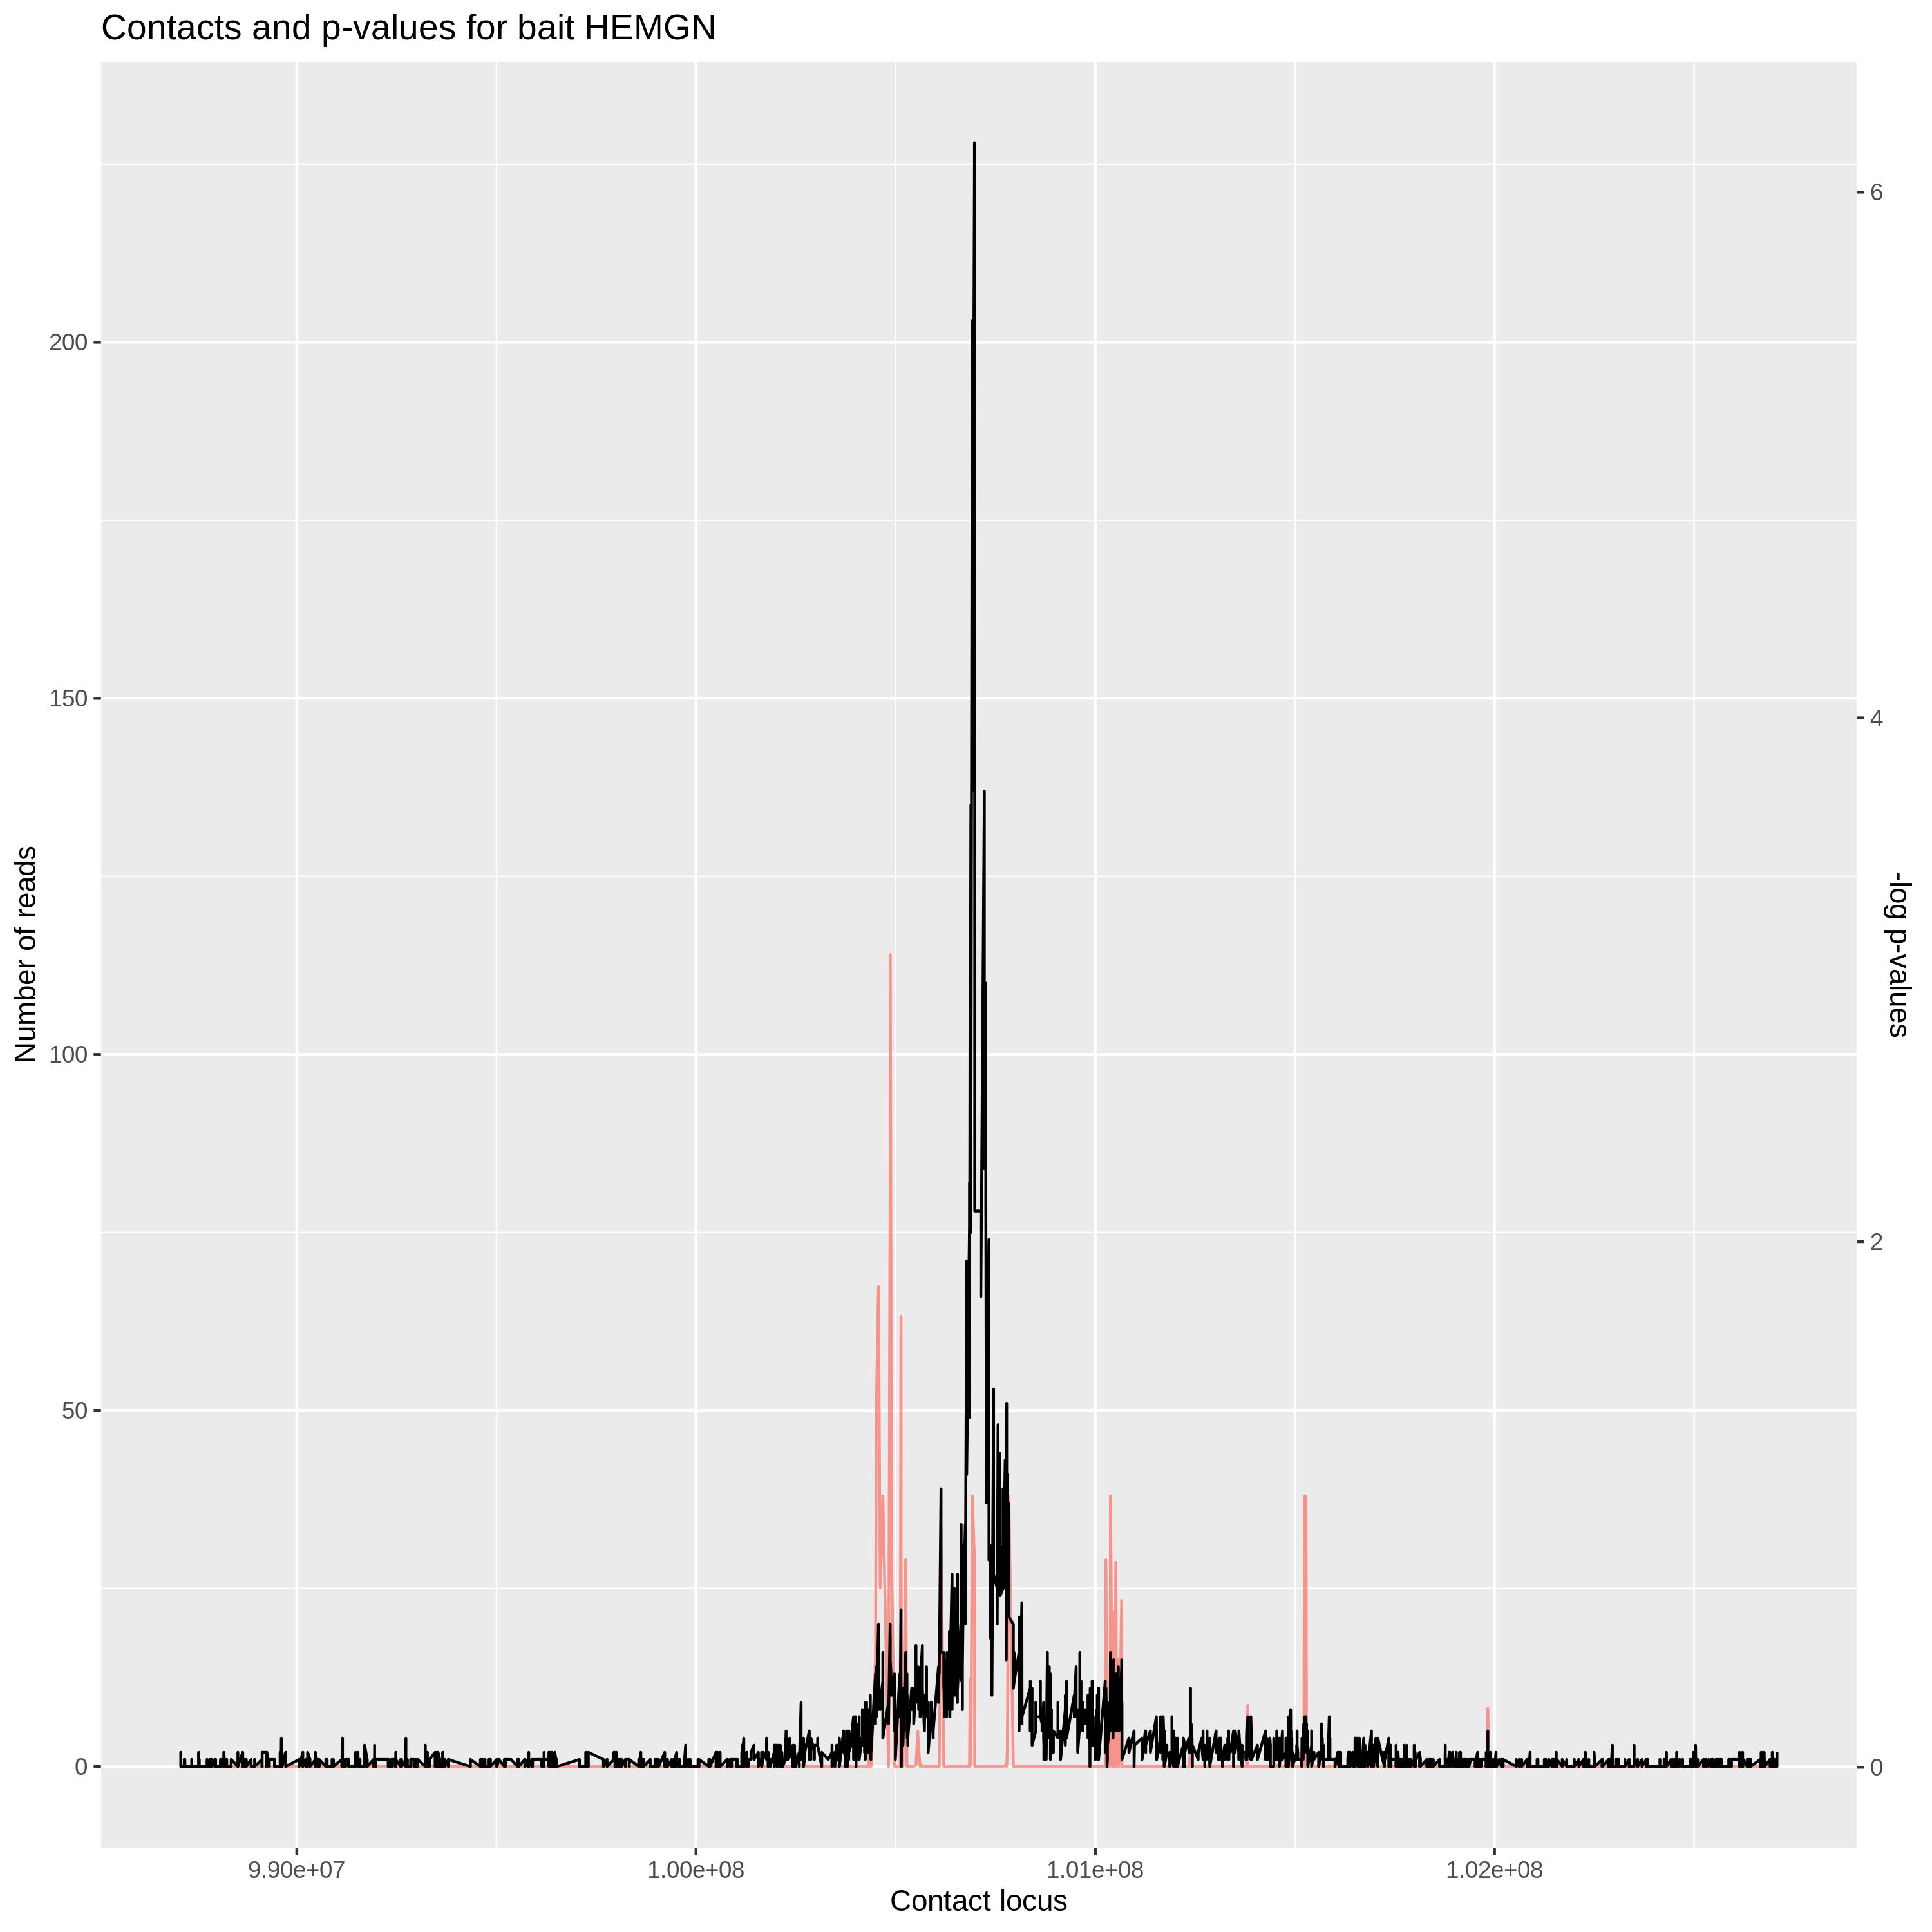 Contacts and p-values for bait HEMGN
Number of reads
200
150
100
50
0
6
4
2
0
-log p-values
9.90e+07
1.00e+08
1.01e+08
1.02e+08
Contact locus